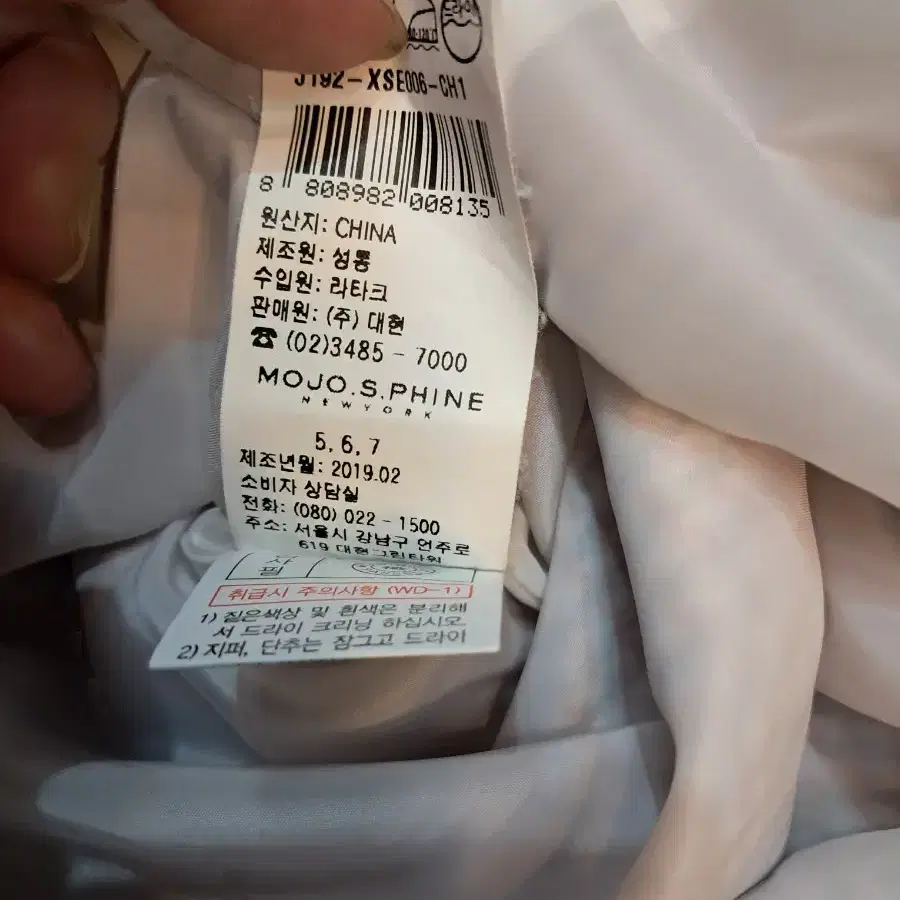 드라이
J192-XSE006-CH1
8 808982 008135
원산지: CHINA
제조원: 성통
수입원: 라타크
판매원: (주) 대현
☎ (02)3485 - 7000
MOJO.S.PHINE
NEWYORK
5, 6, 7
제조년월: 2019.02
소비자 상담실
전화: (080) 022 - 1500
주소: 서울시 강남구 언주로
619 대현그린타워
취급시 주의사항 (WD-1)
1) 짙은색상 및 흰색은 분리해
서 드라이 크리닝 하십시오.
2) 지퍼, 단추는 잠그고 드라이